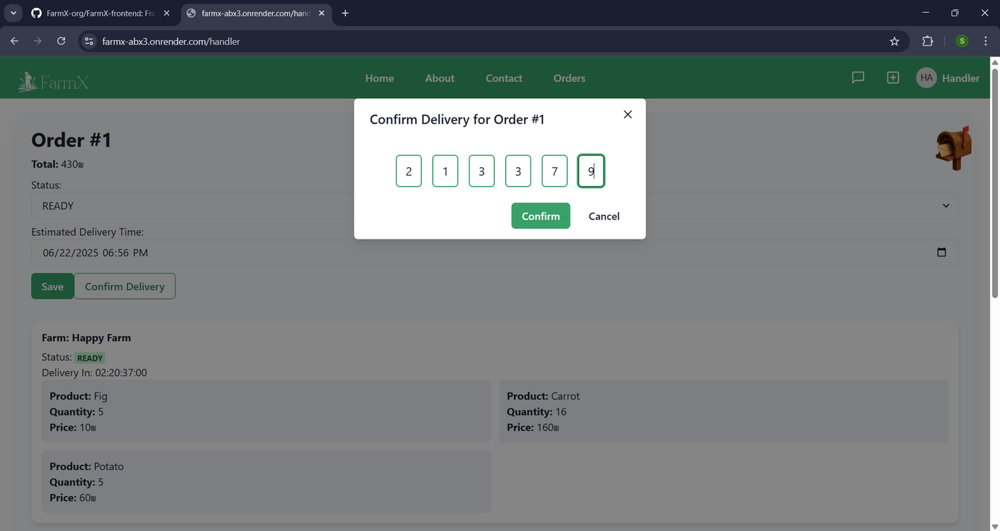 FarmX-org/FarmX-frontend: Fro
farmx-abx3.onrender.com/hand
farmx-abx3.onrender.com/handler
S
FarmX
Home
About
Contact
Orders
HA
Handler
Confirm Delivery for Order #1
2 1 3 3 7 9
Confirm
Cancel
Order #1
Total: 430₪
Status:
READY
Estimated Delivery Time:
06/22/2025 06:56 PM
Save
Confirm Delivery
Farm: Happy Farm
Status: READY
Delivery In: 02:20:37:00
Product: Fig
Quantity: 5
Price: 10₪
Product: Carrot
Quantity: 16
Price: 160₪
Product: Potato
Quantity: 5
Price: 60₪